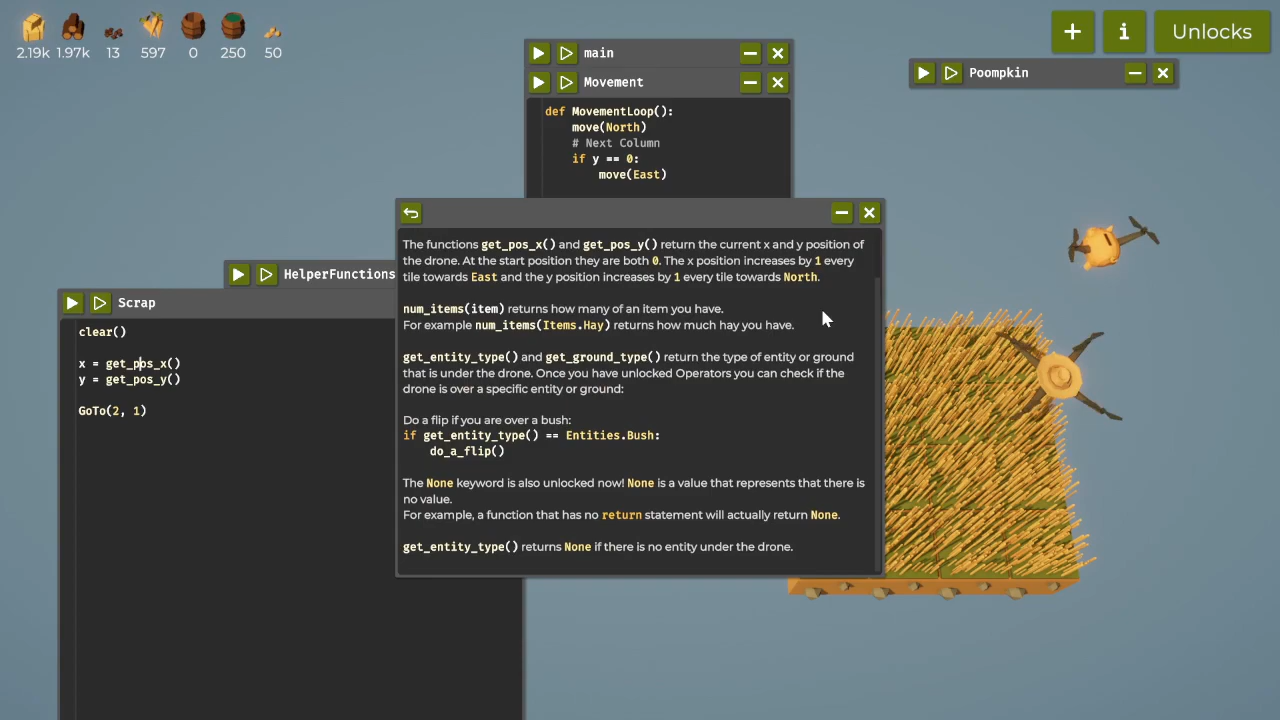 2.19k 1.97k 13 597 0 250 50
+ i Unlocks
main
Movement
def MovementLoop():
move(North)
# Next Column
if y == 0:
move(East)
Poompkin
HelperFunctions
Scrap
clear()
x = get_pos_x()
y = get_pos_y()
GoTo(2, 1)
The functions get_pos_x() and get_pos_y() return the current x and y position of
the drone. At the start position they are both 0. The x position increases by 1 every
tile towards East and the y position increases by 1 every tile towards North.
num_items(item) returns how many of an item you have.
For example num_items(Items.Hay) returns how much hay you have.
get_entity_type() and get_ground_type() return the type of entity or ground
that is under the drone. Once you have unlocked Operators you can check if the
drone is over a specific entity or ground:
Do a flip if you are over a bush:
if get_entity_type() == Entities.Bush:
do_a_flip()
The None keyword is also unlocked now! None is a value that represents that there is
no value.
For example, a function that has no return statement will actually return None.
get_entity_type() returns None if there is no entity under the drone.